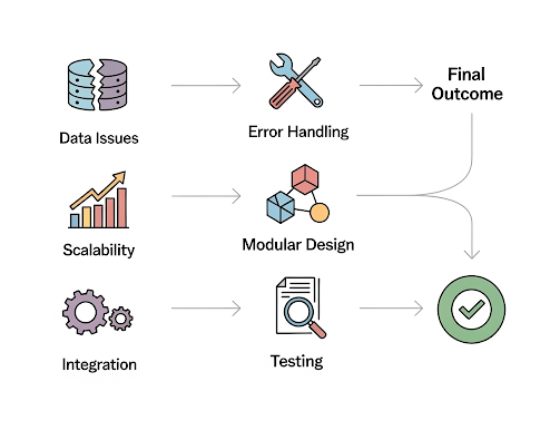 Data Issues
Error Handling
Final
Outcome
Scalability
Modular Design
Integration
Testing